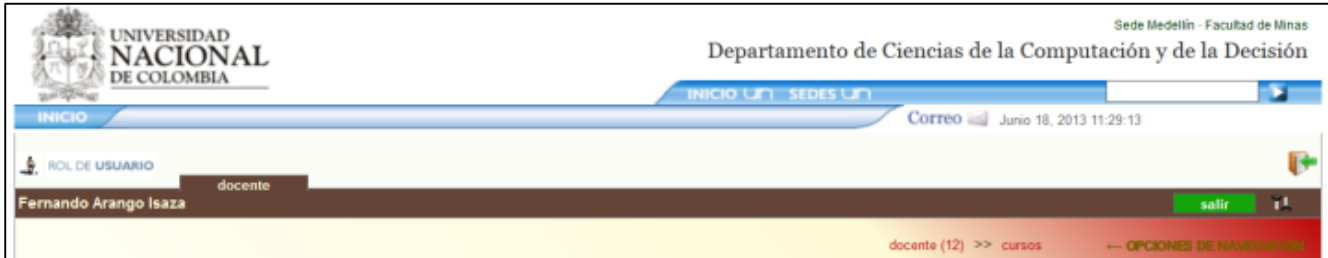 UNIVERSIDAD
NACIONAL
DE COLOMBIA
Sede Medellín - Facultad de Minas
Departamento de Ciencias de la Computación y de la Decisión
INICIO UN SEDES UN
INICIO
Correo Junio 18, 2013 11:29:13
ROL DE USUARIO
docente
Fernando Arango Isaza
salir
docente (12) >> cursos ← OPCIONES DE NAVEGACIÓN